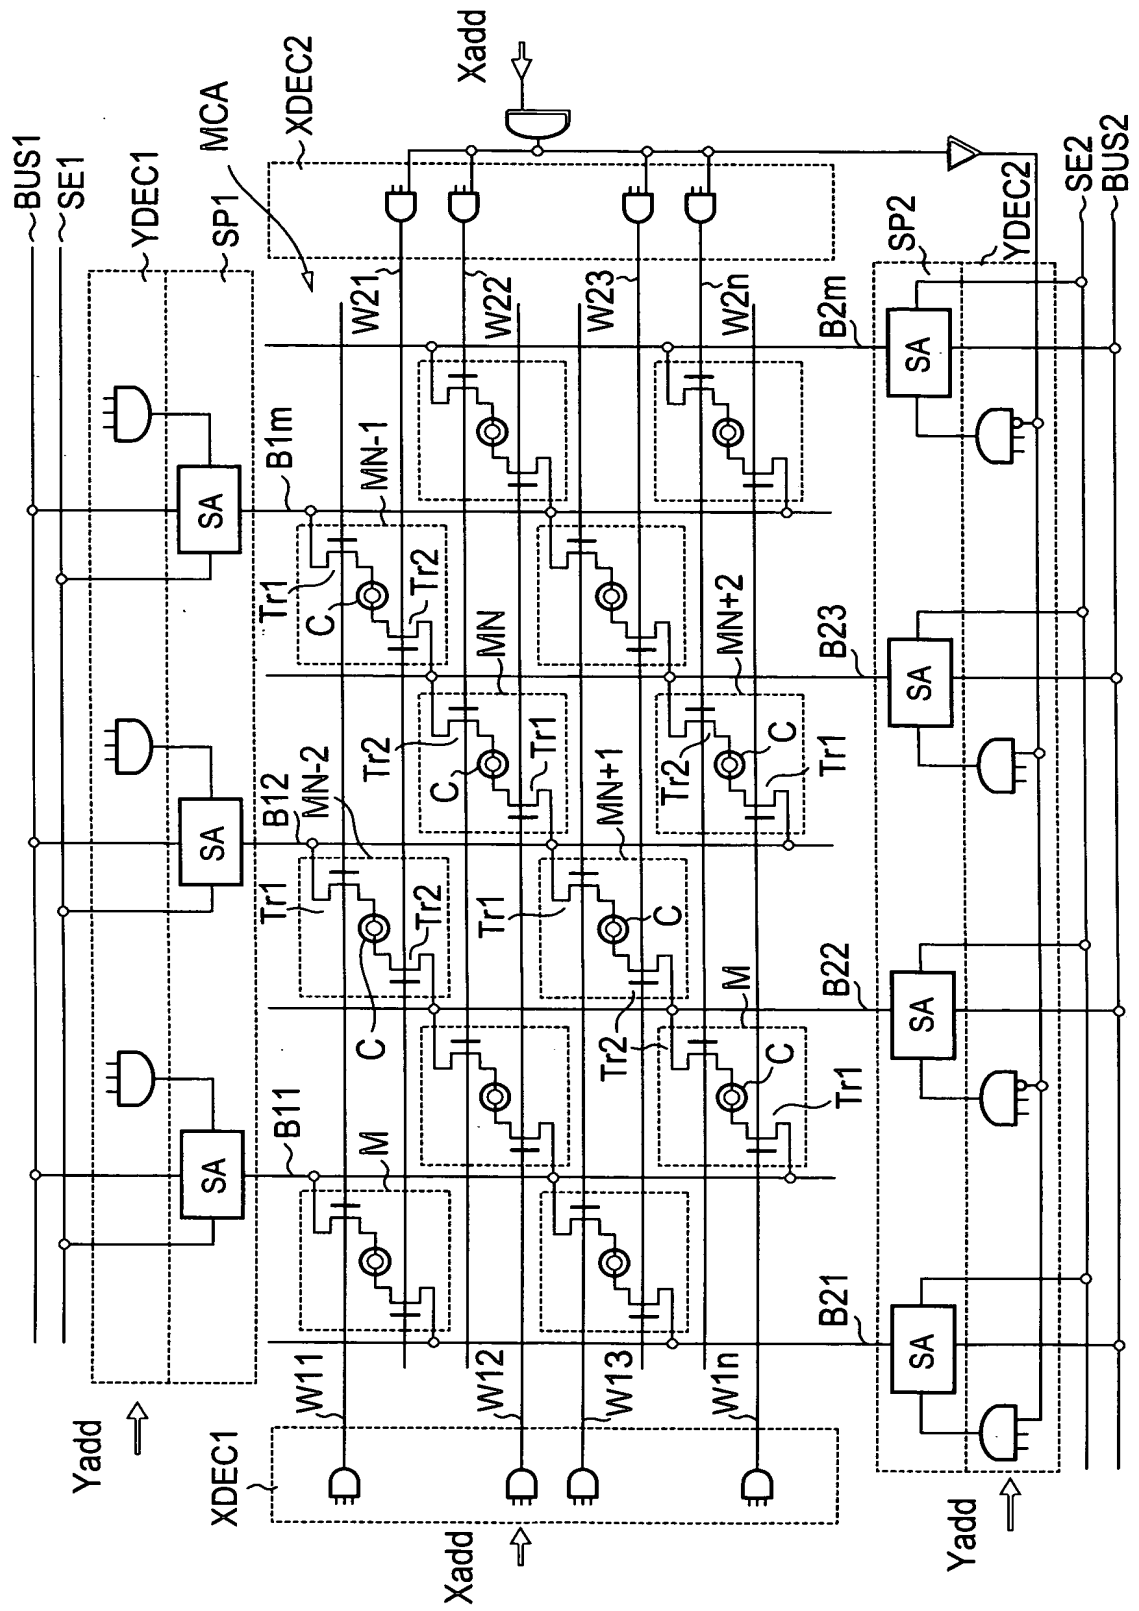 BUS1
SE1
YDEC1
SP1
MCA
XDEC2
Xadd
Yadd
SA
SA
SA
B11
B12
B1m
W21
W22
W23
W2n
MN-1
Tr1
C
Tr2
MN-2
Tr1
C
Tr2
M
MN
Tr2
C
Tr1
MN+1
Tr1
C
Tr2
MN+2
Tr2
C
Tr1
M
C
Tr1
W11
W12
W13
W1n
XDEC1
Xadd
B21
B22
B23
B2m
SA
SA
SA
SA
SP2
YDEC2
SE2
BUS2
Yadd